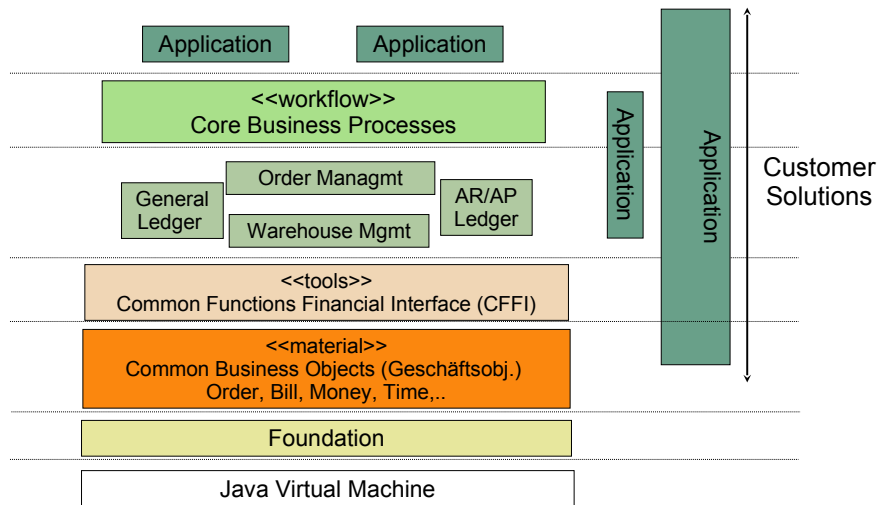 Application
Application
<<workflow>>
Core Business Processes
Application
Application
Customer
Solutions
General
Ledger
Order Managmt
Warehouse Mgmt
AR/AP
Ledger
<<tools>>
Common Functions Financial Interface (CFFI)
<<material>>
Common Business Objects (Geschäftsobj.)
Order, Bill, Money, Time,..
Foundation
Java Virtual Machine